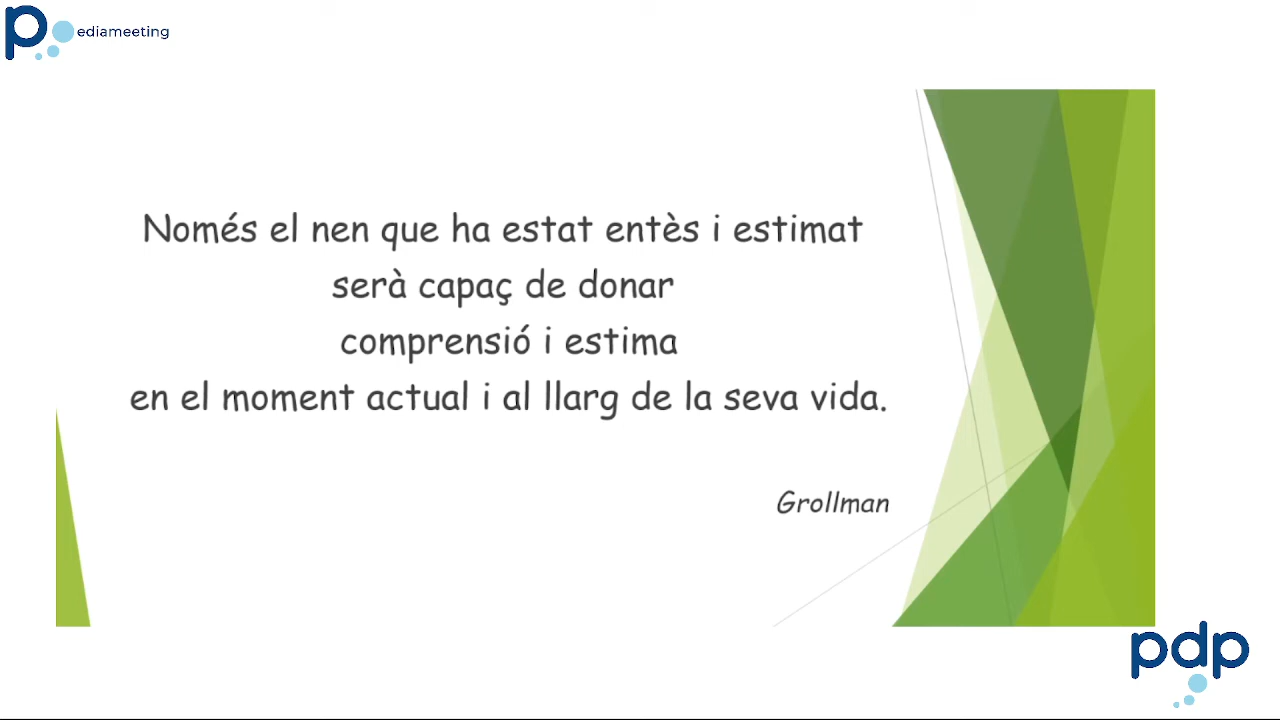 pediameeting
Només el nen que ha estat entès i estimat
serà capaç de donar
comprensió i estima
en el moment actual i al llarg de la seva vida.
Grollman
pdp